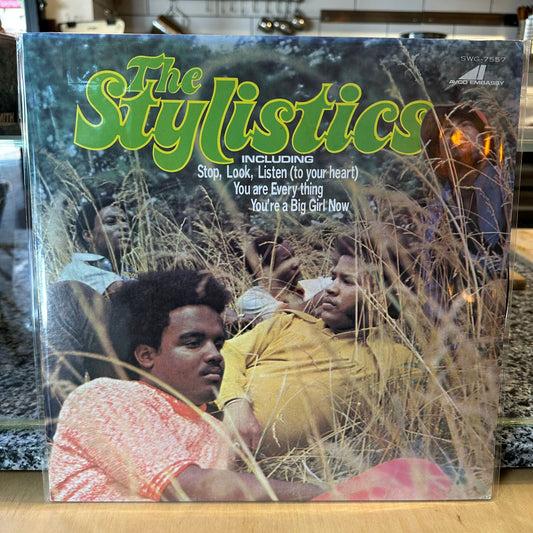 The
Stylistics
SWG-7557
AVCO EMBASSY
INCLUDING
Stop, Look, Listen (to your heart)
You are Every thing
You're a Big Girl Now